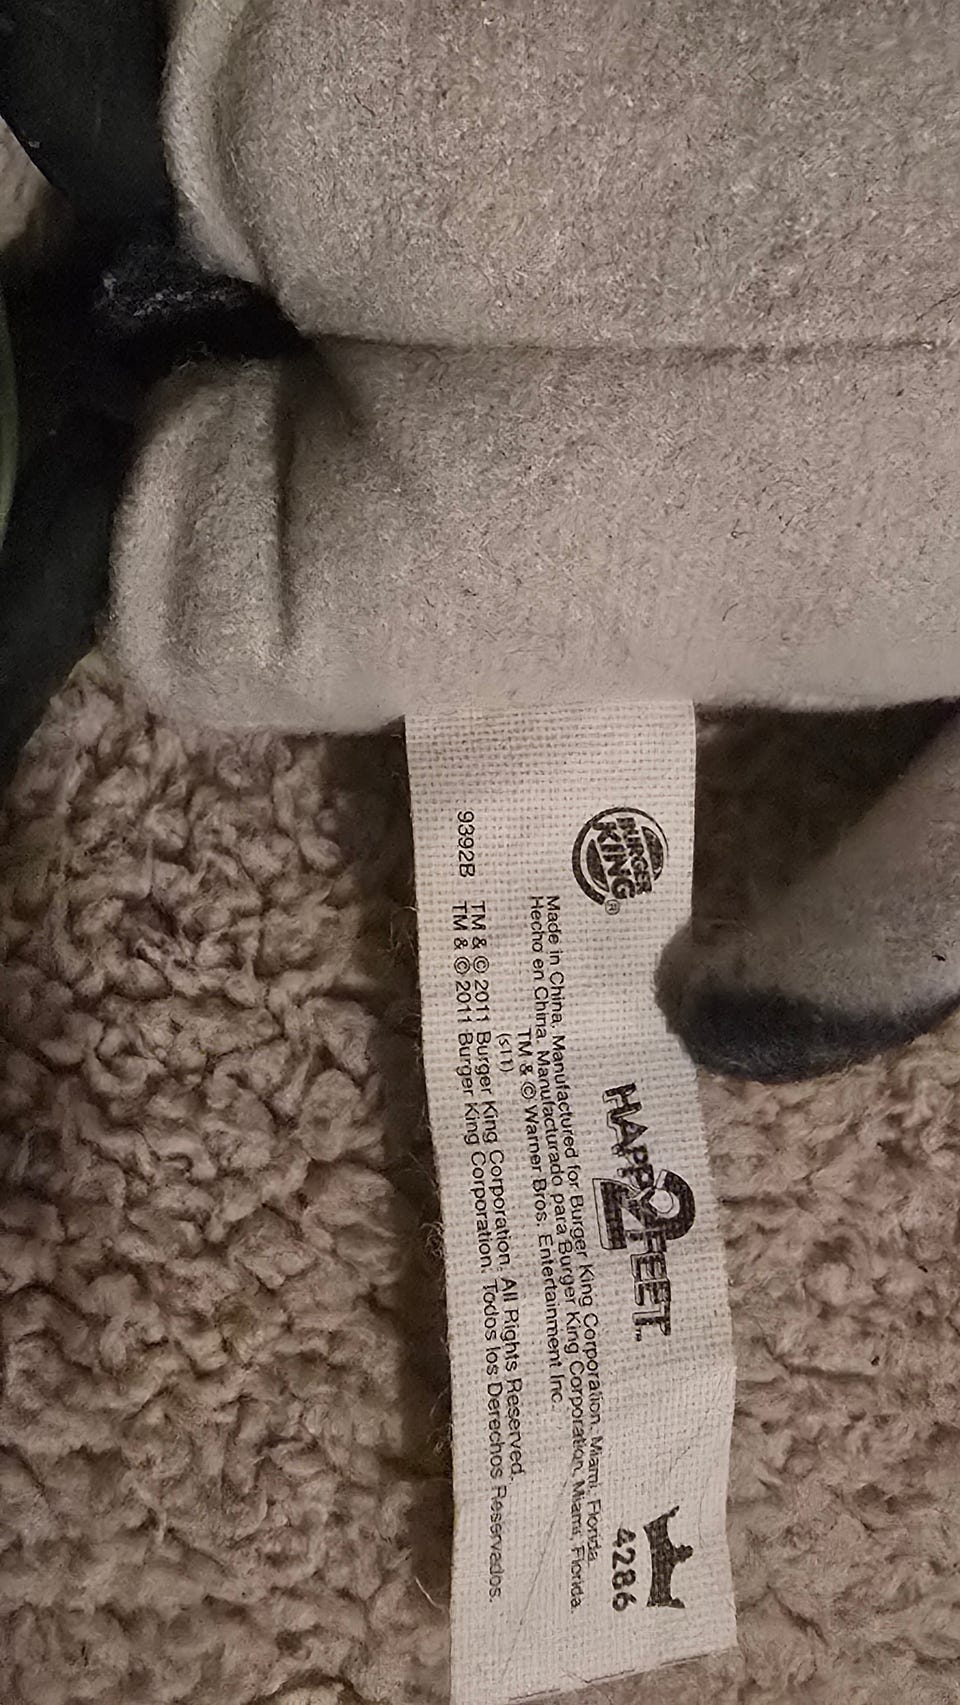 BURGER KING®
HAPPY FEET 2™
4286
Made in China. Manufactured for Burger King Corporation, Miami, Florida.
Hecho en China. Manufacturado para Burger King Corporation, Miami, Florida.
TM & © Warner Bros. Entertainment Inc.
(s11)
9392B TM & © 2011 Burger King Corporation. All Rights Reserved.
TM & © 2011 Burger King Corporation. Todos los Derechos Reservados.